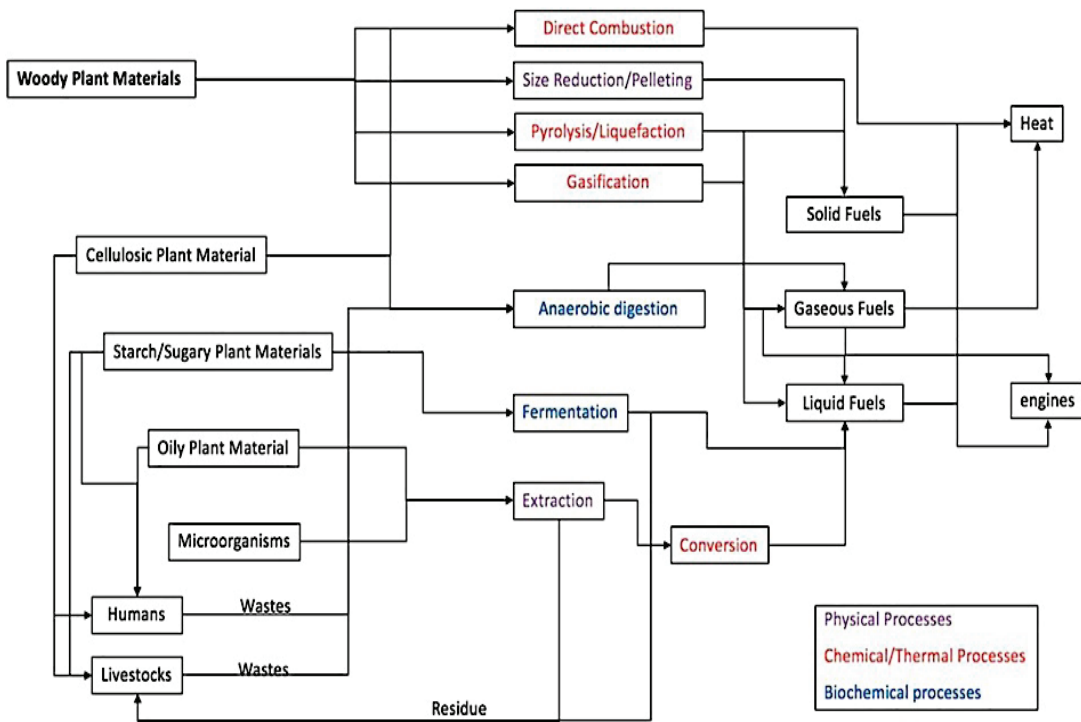 Direct Combustion
Woody Plant Materials
Size Reduction/Pelleting
Heat
Pyrolysis/Liquefaction
Gasification
Solid Fuels
Cellulosic Plant Material
Anaerobic digestion
Gaseous Fuels
Starch/Sugary Plant Materials
Fermentation
Liquid Fuels
engines
Oily Plant Material
Extraction
Microorganisms
Conversion
Humans
Wastes
Livestocks
Wastes
Residue
Physical Processes
Chemical/Thermal Processes
Biochemical processes